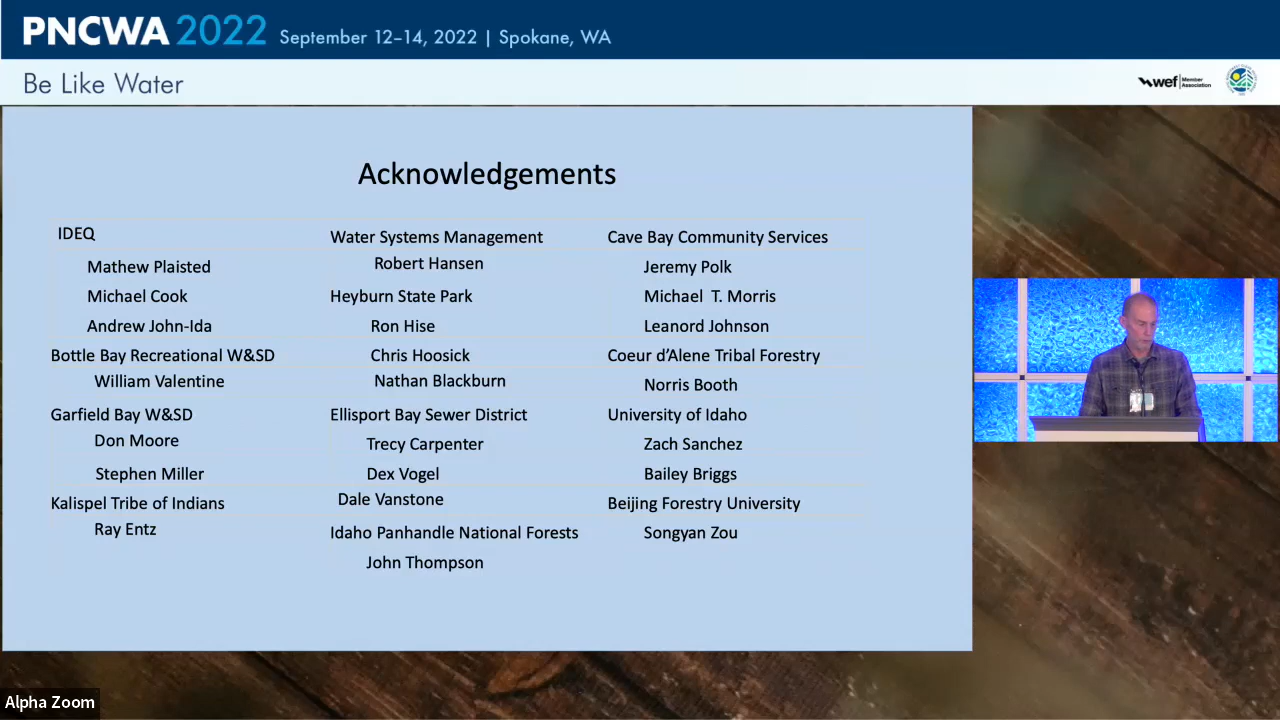 PNCWA 2022 September 12–14, 2022 | Spokane, WA
Be Like Water
wef Member Association
Acknowledgements
IDEQ
Mathew Plaisted
Michael Cook
Andrew John-Ida
Bottle Bay Recreational W&SD
William Valentine
Garfield Bay W&SD
Don Moore
Stephen Miller
Kalispel Tribe of Indians
Ray Entz
Water Systems Management
Robert Hansen
Heyburn State Park
Ron Hise
Chris Hoosick
Nathan Blackburn
Ellisport Bay Sewer District
Trecy Carpenter
Dex Vogel
Dale Vanstone
Idaho Panhandle National Forests
John Thompson
Cave Bay Community Services
Jeremy Polk
Michael T. Morris
Leanord Johnson
Coeur d’Alene Tribal Forestry
Norris Booth
University of Idaho
Zach Sanchez
Bailey Briggs
Beijing Forestry University
Songyan Zou
Alpha Zoom